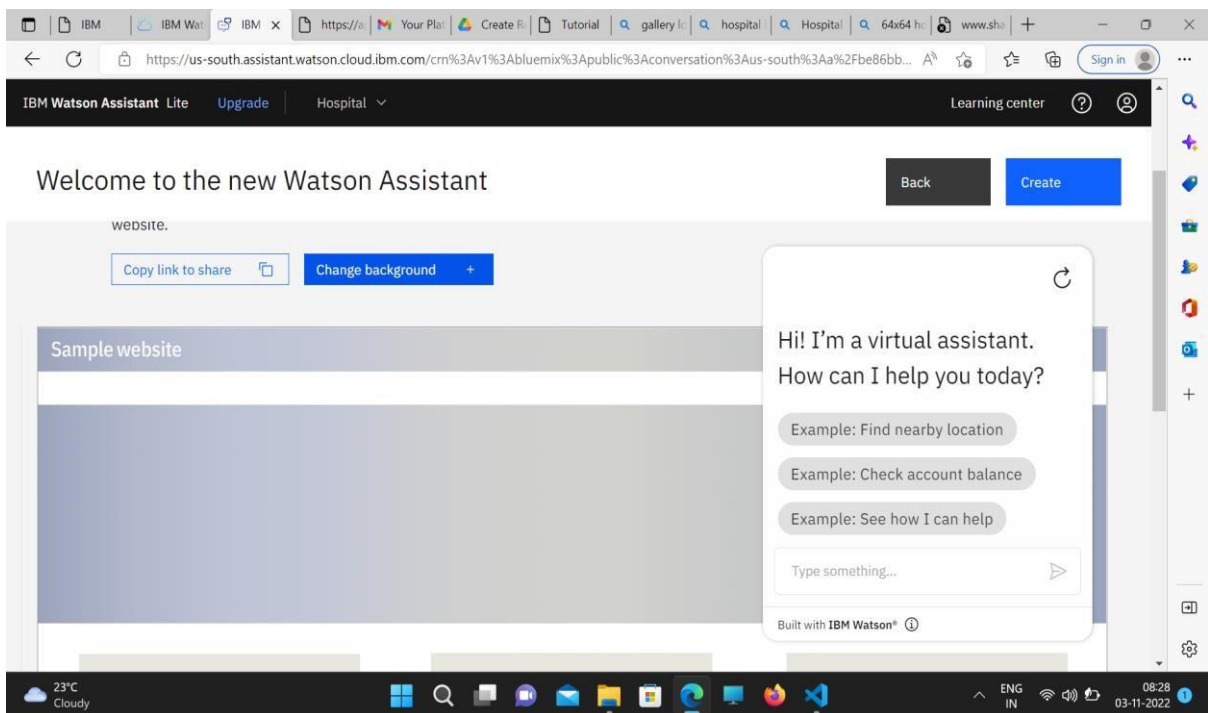 IBM
IBM Wat
IBM
https://a
Your Plat
Create R
Tutorial
gallery lo
hospital
Hospital
64x64 ho
www.sha
https://us-south.assistant.watson.cloud.ibm.com/crn%3Av1%3Abluemix%3Apublic%3Aconversation%3Aus-south%3Aa%2Fbe86bb...
Sign in
IBM Watson Assistant Lite Upgrade Hospital Learning center
Welcome to the new Watson Assistant
Back
Create
website.
Copy link to share
Change background +
Sample website
Hi! I'm a virtual assistant.
How can I help you today?
Example: Find nearby location
Example: Check account balance
Example: See how I can help
Type something...
Built with IBM Watson®
23°C
Cloudy
ENG
IN
08:28
03-11-2022
1